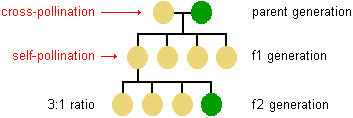 cross-pollination parent generation
self-pollination f1 generation
3:1 ratio f2 generation